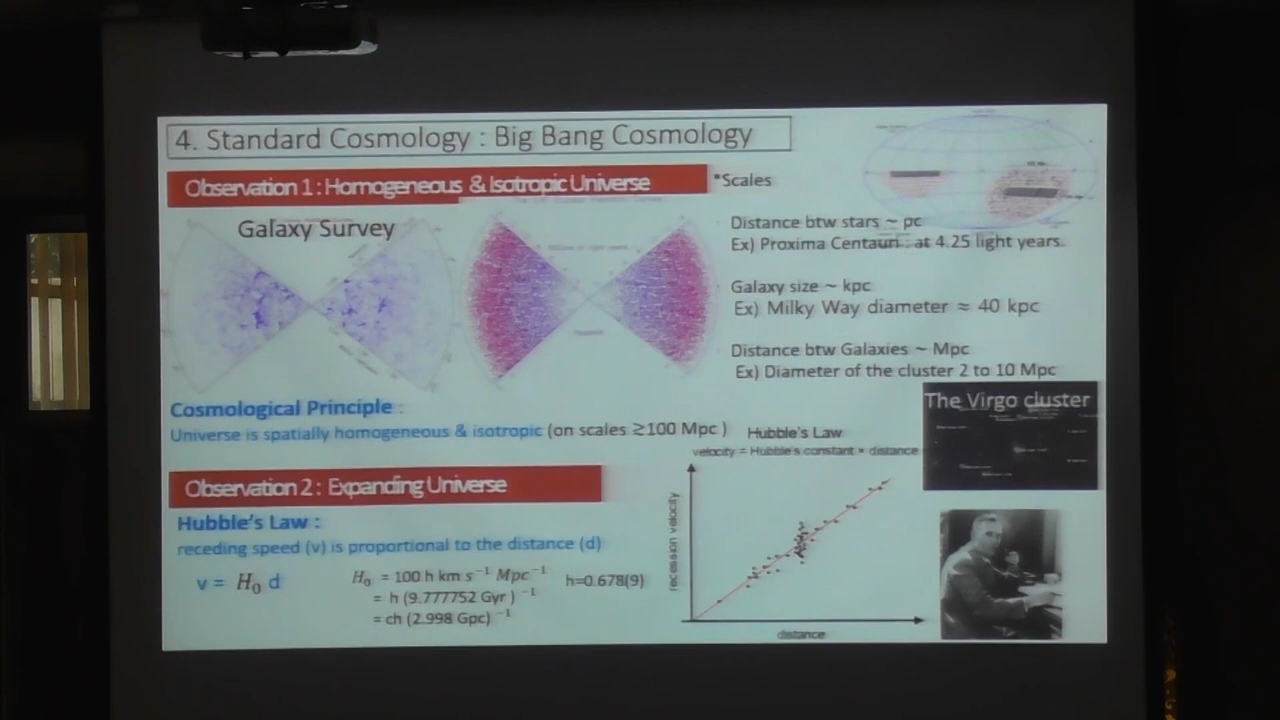 4. Standard Cosmology : Big Bang Cosmology
Observation 1 : Homogeneous & Isotropic Universe
*Scales
Galaxy Survey
Distance btw stars ~ pc
Ex) Proxima Centauri : at 4.25 light years.
Galaxy size ~ kpc
Ex) Milky Way diameter ≈ 40 kpc
Distance btw Galaxies ~ Mpc
Ex) Diameter of the cluster 2 to 10 Mpc
The Virgo cluster
Cosmological Principle :
Universe is spatially homogeneous & isotropic (on scales ≥100 Mpc )
Hubble's Law
velocity = Hubble's constant × distance
Observation 2 : Expanding Universe
Hubble's Law :
receding speed (v) is proportional to the distance (d)
v = H₀ d
H₀ = 100 h km s⁻¹ Mpc⁻¹
h=0.678(9)
= h (9.777752 Gyr )⁻¹
= ch (2.998 Gpc)⁻¹
recession velocity
distance